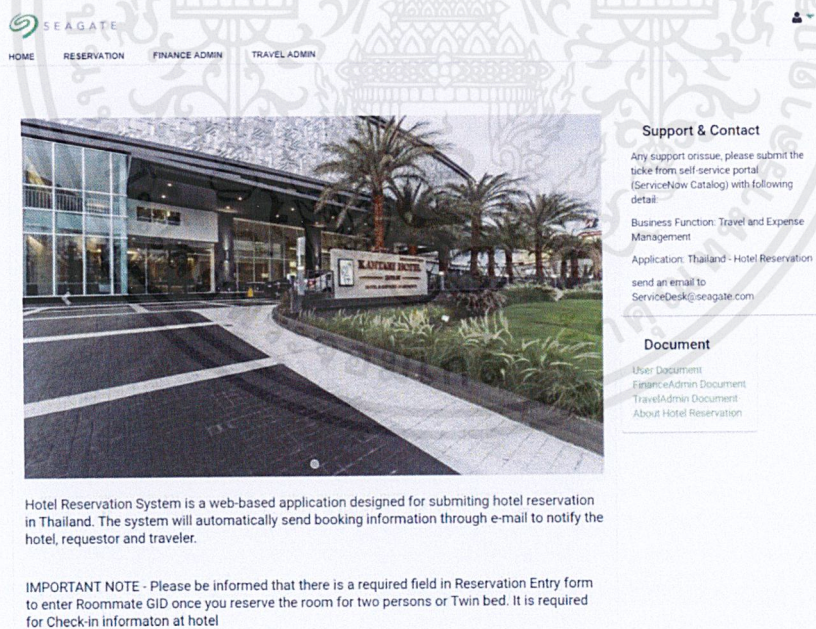 SEAGATE
HOME RESERVATION FINANCE ADMIN TRAVEL ADMIN
KANTARY HOTEL
Support & Contact
Any support orissue, please submit the
ticke from self-service portal
(ServiceNow Catalog) with following
detail:
Business Function: Travel and Expense
Management
Application: Thailand - Hotel Reservation
send an email to
ServiceDesk@seagate.com
Document
User Document
FinanceAdmin Document
TravelAdmin Document
About Hotel Reservation
Hotel Reservation System is a web-based application designed for submiting hotel reservation
in Thailand. The system will automatically send booking information through e-mail to notify the
hotel, requestor and traveler.
IMPORTANT NOTE - Please be informed that there is a required field in Reservation Entry form
to enter Roommate GID once you reserve the room for two persons or Twin bed. It is required
for Check-in informaton at hotel